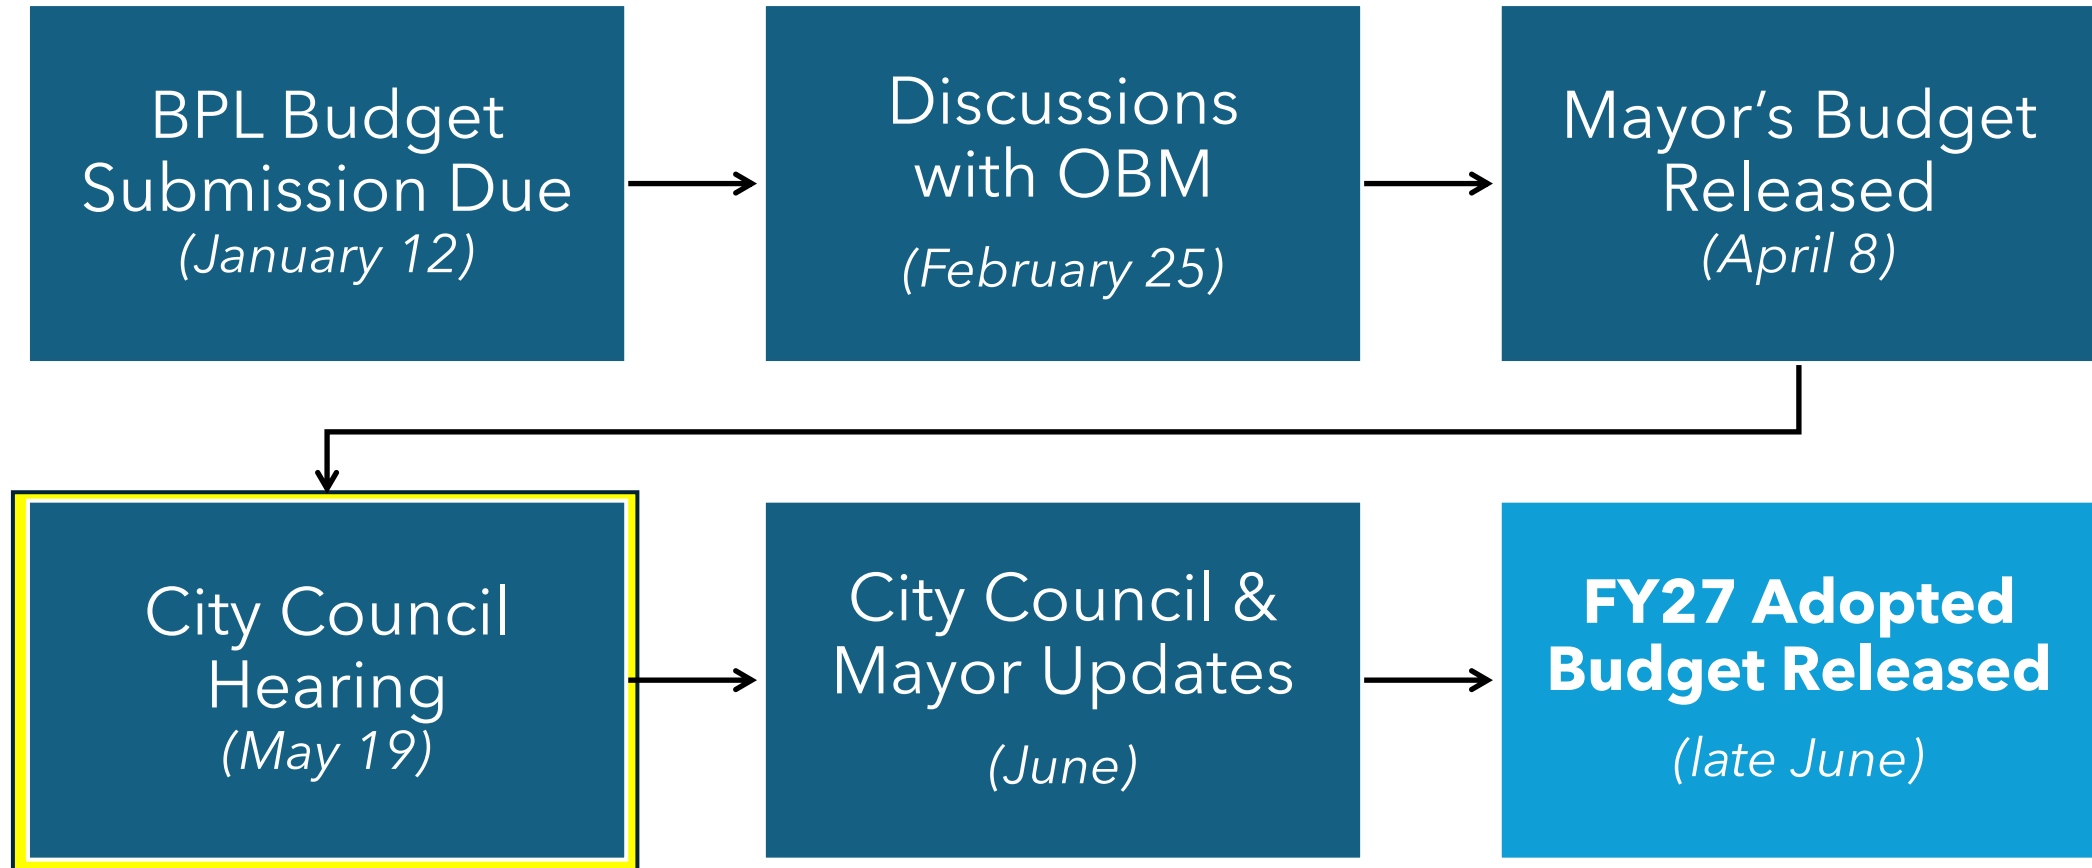 BPL Budget
Submission Due
(January 12)
Discussions
with OBM
(February 25)
Mayor’s Budget
Released
(April 8)
City Council
Hearing
(May 19)
City Council &
Mayor Updates
(June)
FY27 Adopted
Budget Released
(late June)